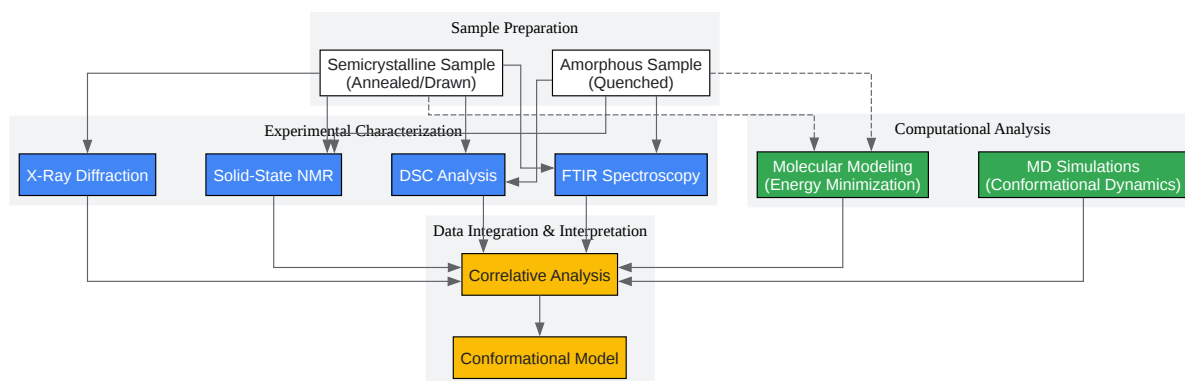 Sample Preparation
Semicrystalline Sample
(Annealed/Drawn)
Amorphous Sample
(Quenched)
Experimental Characterization
Computational Analysis
X-Ray Diffraction
Solid-State NMR
DSC Analysis
FTIR Spectroscopy
Molecular Modeling
(Energy Minimization)
MD Simulations
(Conformational Dynamics)
Data Integration & Interpretation
Correlative Analysis
Conformational Model